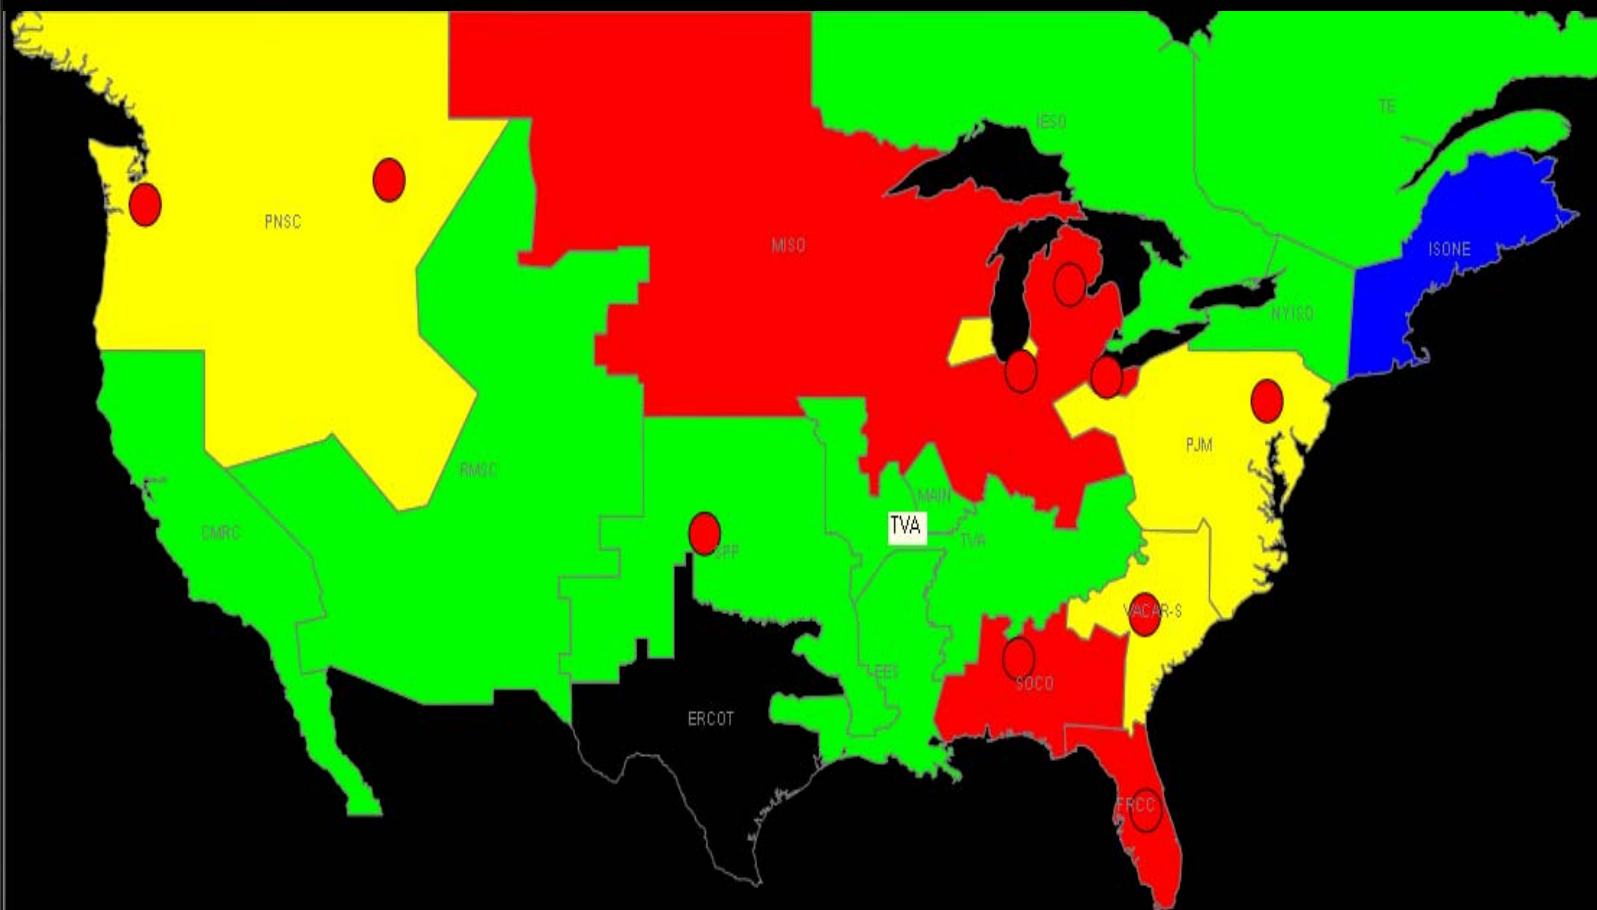 IESO
TE
PNSC
MISO
ISONE
NYISO
PJM
RMSC
MAIN
TVA
TVA
CMRC
SPP
VACAR-S
EES
SOCO
ERCOT
FRCC